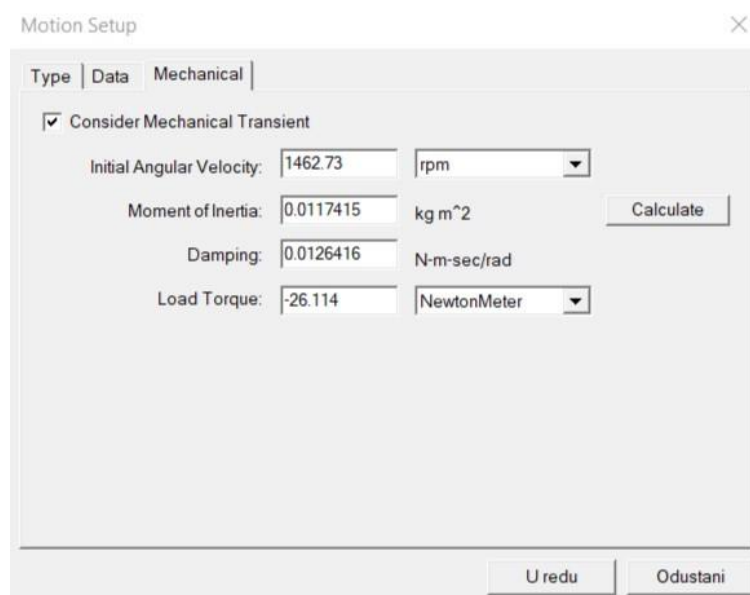 Motion Setup
Type Data Mechanical
Consider Mechanical Transient
Initial Angular Velocity: 1462.73 rpm
Moment of Inertia: 0.0117415 kg m^2 Calculate
Damping: 0.0126416 N-m-sec/rad
Load Torque: -26.114 NewtonMeter
U redu Odustani